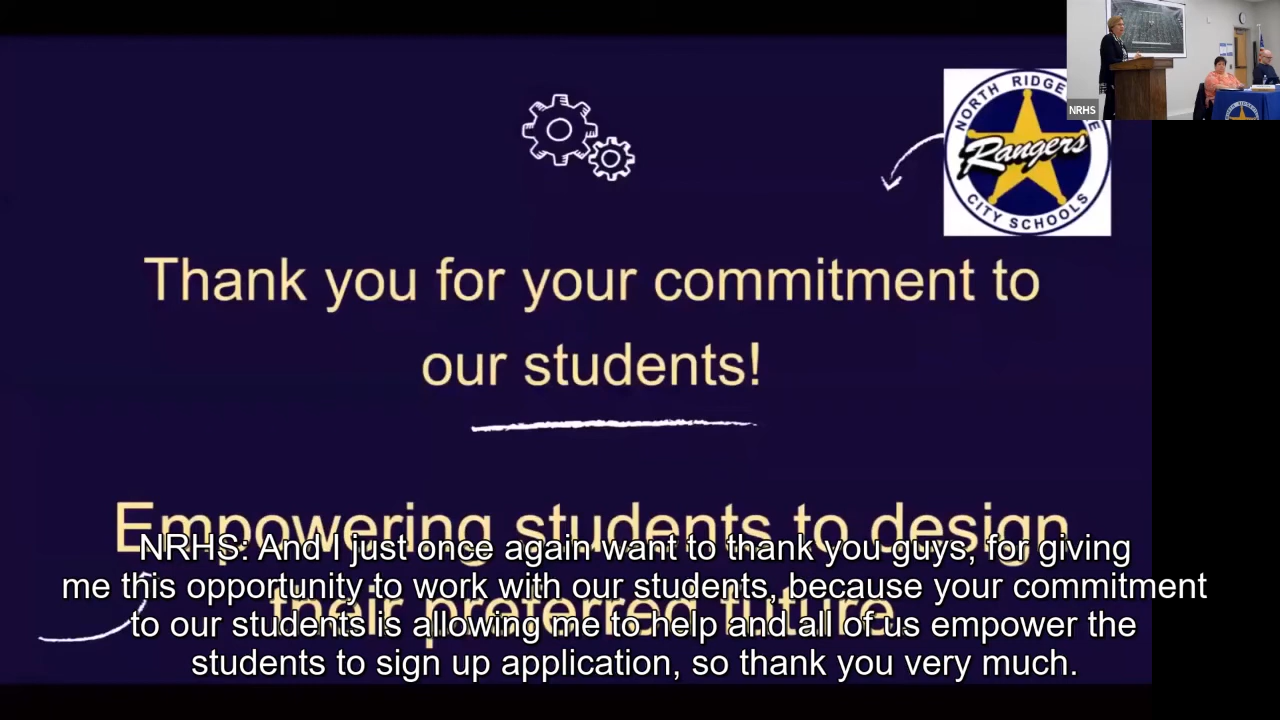 NRHS
NORTH RIDGE
Rangers
CITY SCHOOLS
Thank you for your commitment to
our students!
Empowering students to design
their preferred future
NRHS: And I just once again want to thank you guys, for giving
me this opportunity to work with our students, because your commitment
to our students is allowing me to help and all of us empower the
students to sign up application, so thank you very much.